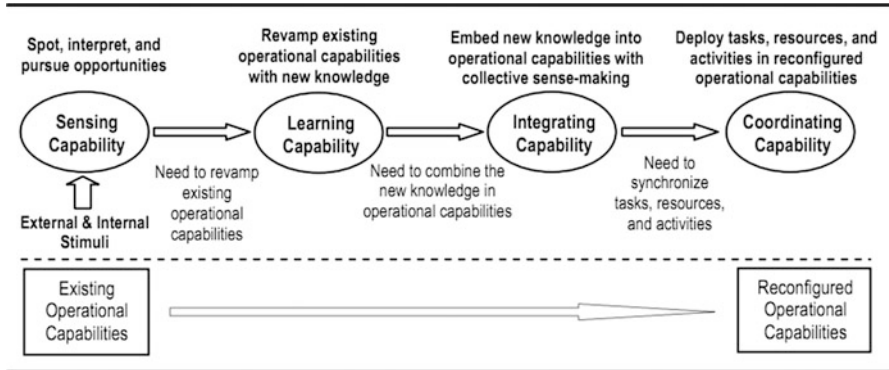 Spot, interpret, and
pursue opportunities
Revamp existing
operational capabilities
with new knowledge
Embed new knowledge into
operational capabilities with
collective sense-making
Deploy tasks, resources, and
activities in reconfigured
operational capabilities
Sensing
Capability
Learning
Capability
Integrating
Capability
Coordinating
Capability
Need to revamp
existing
operational
capabilities
Need to combine the
new knowledge in
operational capabilities
Need to
synchronize
tasks, resources,
and activities
External & Internal
Stimuli
Existing
Operational
Capabilities
Reconfigured
Operational
Capabilities